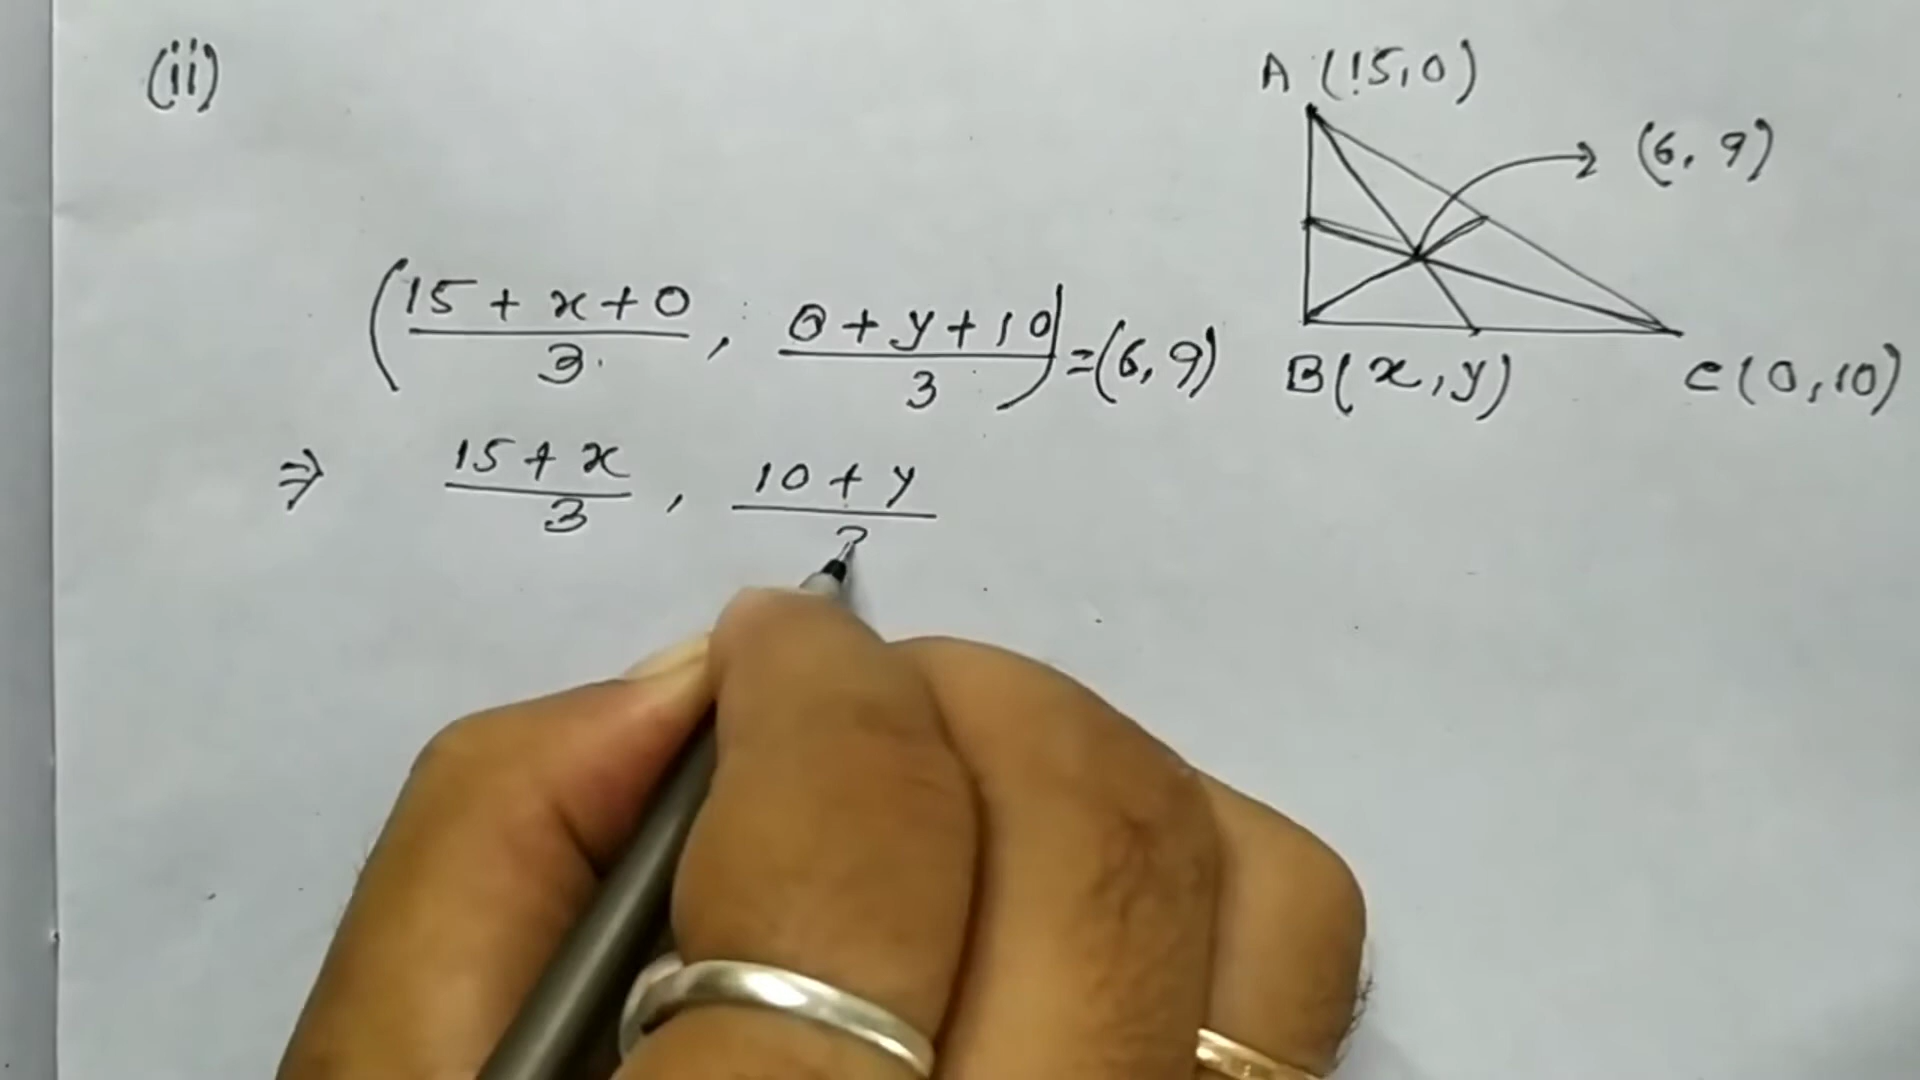 (ii)
A (15,0)
(6, 9)
(15 + x + 0 / 3 , 0 + y + 10 / 3) = (6, 9)
B(x, y)
C(0,10)
⇒ 15 + x / 3 , 10 + y / 3